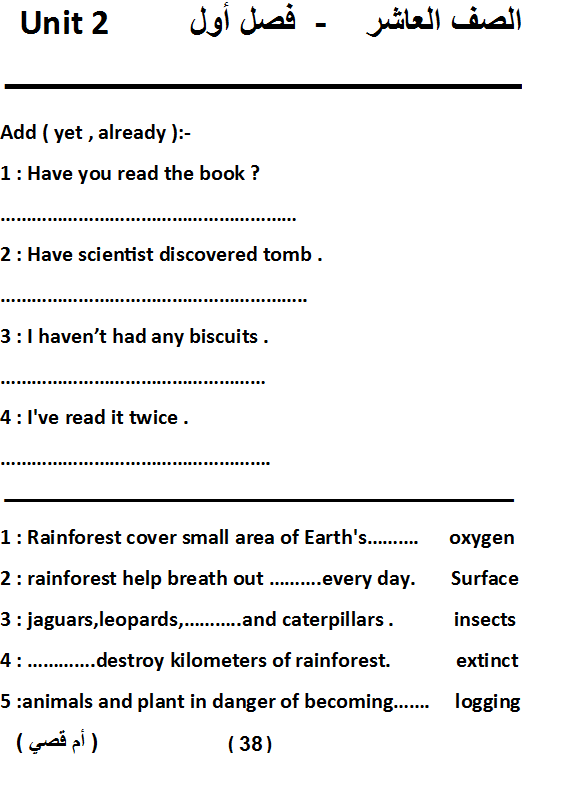 Unit 2 الصف العاشر - فصل أول
Add ( yet , already ):-
1 : Have you read the book ?
.........................................................
2 : Have scientist discovered tomb .
...........................................................
3 : I haven’t had any biscuits .
...................................................
4 : I've read it twice .
....................................................
1 : Rainforest cover small area of Earth's.......... oxygen
2 : rainforest help breath out ..........every day. Surface
3 : jaguars,leopards,...........and caterpillars . insects
4 : .............destroy kilometers of rainforest. extinct
5 :animals and plant in danger of becoming....... logging
( أم قصي ) ( 38 )